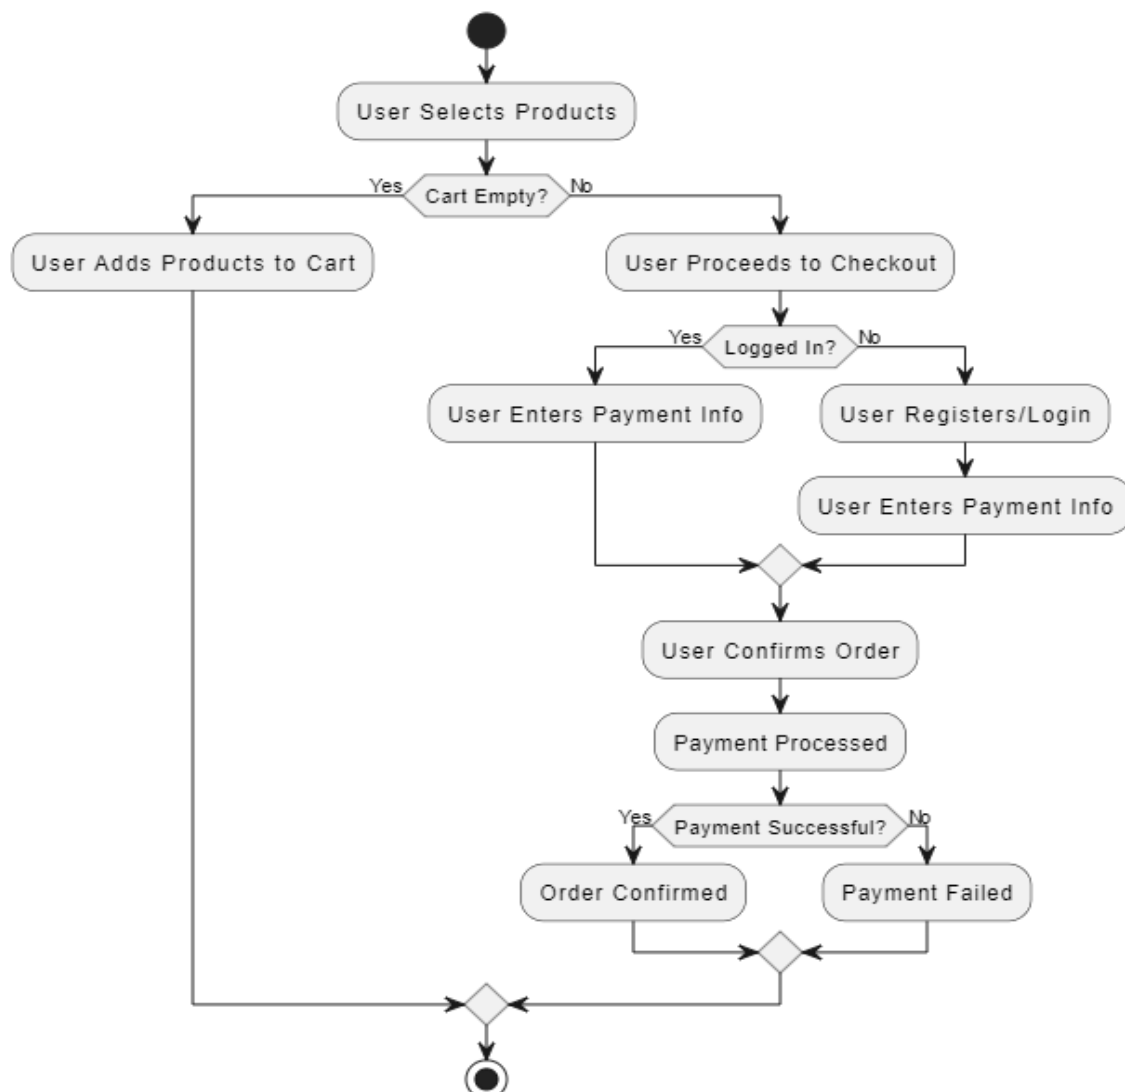 User Selects Products
Yes
Cart Empty?
No
User Adds Products to Cart
User Proceeds to Checkout
Yes
Logged In?
No
User Enters Payment Info
User Registers/Login
User Enters Payment Info
User Confirms Order
Payment Processed
Yes
Payment Successful?
No
Order Confirmed
Payment Failed